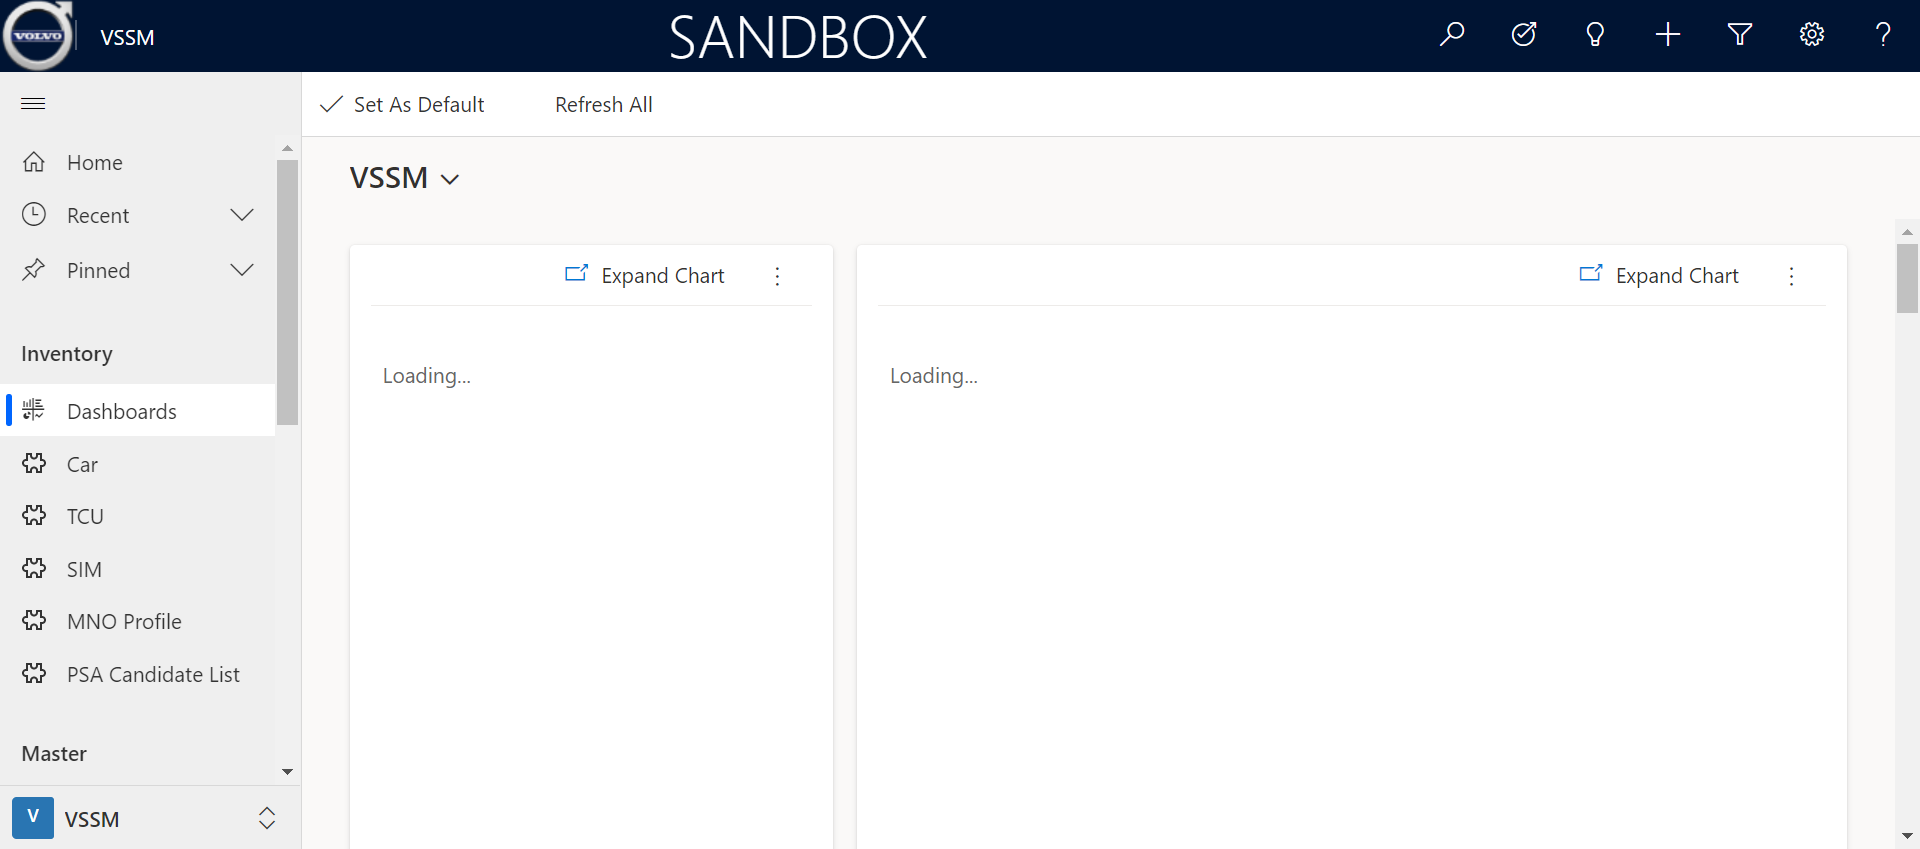 VOLVO
VSSM
SANDBOX
?
Set As Default
Refresh All
Home
Recent
Pinned
Inventory
Dashboards
Car
TCU
SIM
MNO Profile
PSA Candidate List
Master
V
VSSM
VSSM
Expand Chart
Loading...
Expand Chart
Loading...